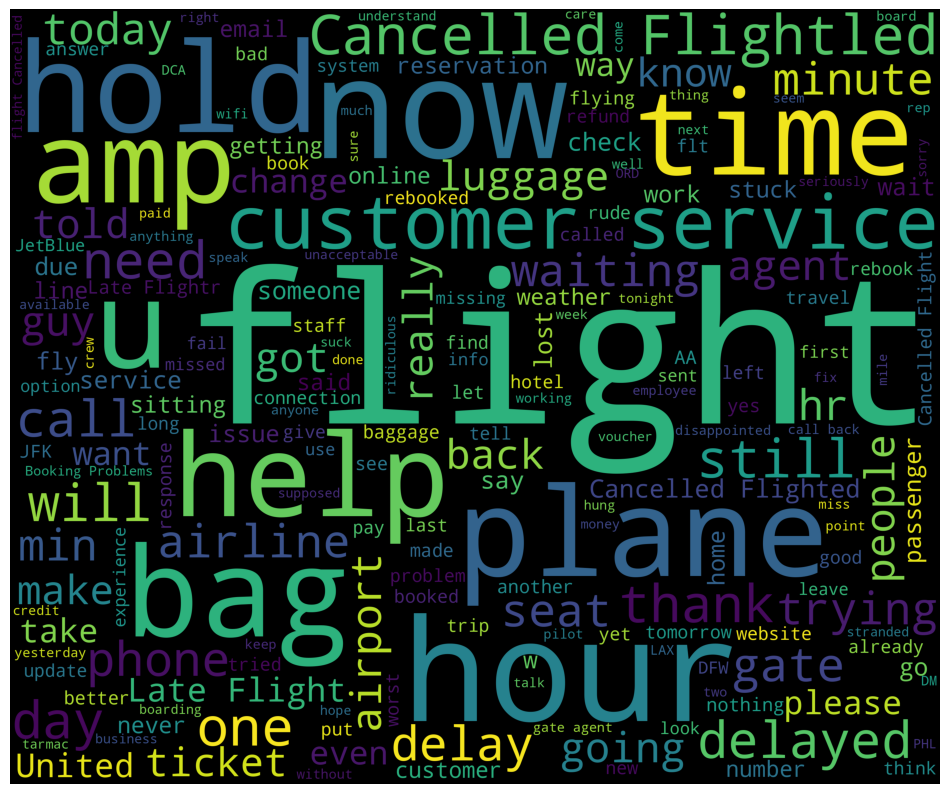 today
right
email
Cancelled Flightled
understand
care
board
come
answer
bad
DCA
system
reservation
way
know
minute
flight Cancelled
hold
now
time
wifi
much
flying
thing
seem
rep
refund
amp
getting
sure
check
next
flt
book
change
online
luggage
well
ORD
sorry
rebooked
work
stuck
seriously
wait
told
paid
customer service
rude
called
anything
JetBlue
need
speak
unacceptable
due
really
waiting
agent
rebook
line
Late Flightr
available
u
flight
someone
missing
weather
tonight
travel
Cancelled Flight
guy
crew
staff
week
lost
fail
suck
got
find
AA
first
fly
missed
done
ridiculous
info
sent
left
fix
mile
option
service
said
connection
let
hotel
working
employee
call
sitting
anyone
yes
hr
long
issue
give
baggage
tell
voucher
disappointed
call back
JFK
want
use
see
back
still
people
Booking Problems
response
help
say
passenger
will
supposed
Cancelled Flighted
hung
miss
pay
last
plane
money
point
min
airline
made
home
good
experience
bag
airport
problem
another
make
booked
seat
thank
trying
leave
credit
take
trip
pilot
yet
tomorrow
website
stranded
yesterday
phone
keep
hour
W
LAX
already
update
tried
worst
DFW
gate
go
better
Late Flight
talk
two
nothing
please
DM
day
boarding
hope
put
gate agent
look
never
one
delay
going
delayed
PHL
tarmac
business
even
new
United
ticket
without
customer
number
think